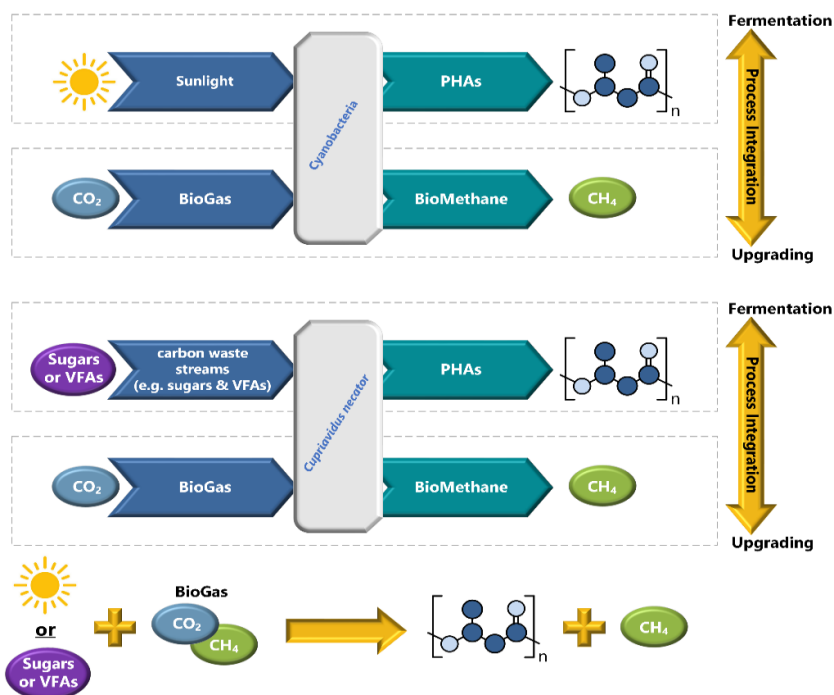 Fermentation
Sunlight
PHAs
n
Cyanobacteria
Process Integration
CO2
BioGas
BioMethane
CH4
Upgrading
Fermentation
Sugars
or VFAs
carbon waste
streams
(e.g. sugars & VFAs)
PHAs
n
Cupriavidus necator
Process Integration
CO2
BioGas
BioMethane
CH4
Upgrading
BioGas
CO2
CH4
or
Sugars
or VFAs
n
CH4